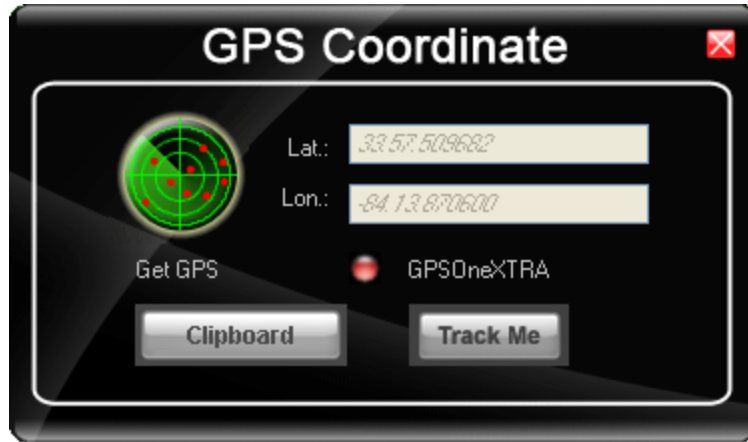 GPS Coordinate
Lat.: 33.57.509682
Lon.: -84.13.870600
Get GPS GPSOneXTRA
Clipboard Track Me